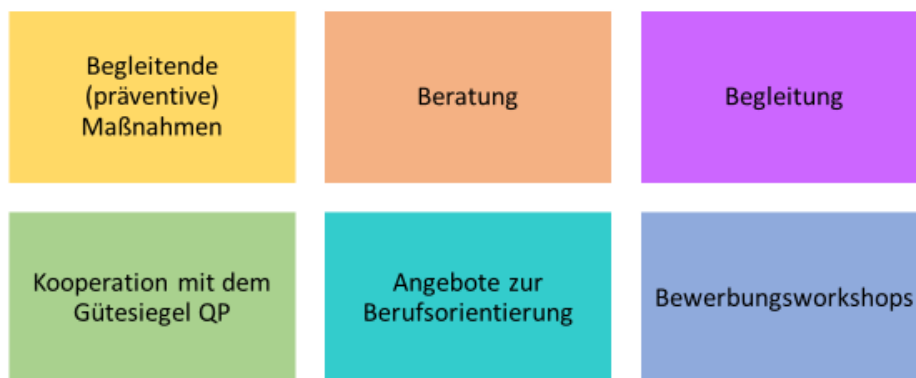 Begleitende
(präventive)
Maßnahmen
Beratung
Begleitung
Kooperation mit dem
Gütesiegel QP
Angebote zur
Berufsorientierung
Bewerbungsworkshops